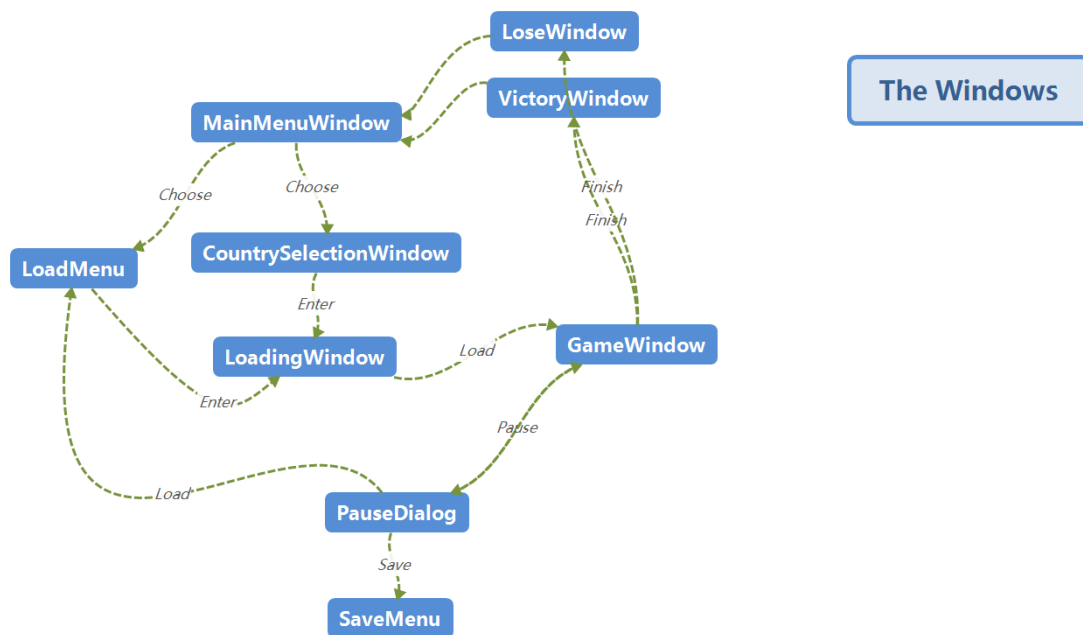 LoseWindow
The Windows
VictoryWindow
MainMenuWindow
Choose
Choose
Finish
Finish
CountrySelectionWindow
LoadMenu
Enter
LoadingWindow
Load
GameWindow
Enter
Pause
Load
PauseDialog
Save
SaveMenu